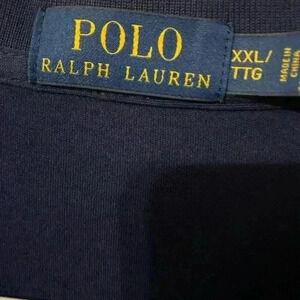 POLO
RALPH LAUREN
XXL/
TTG
MADE IN
CHINA